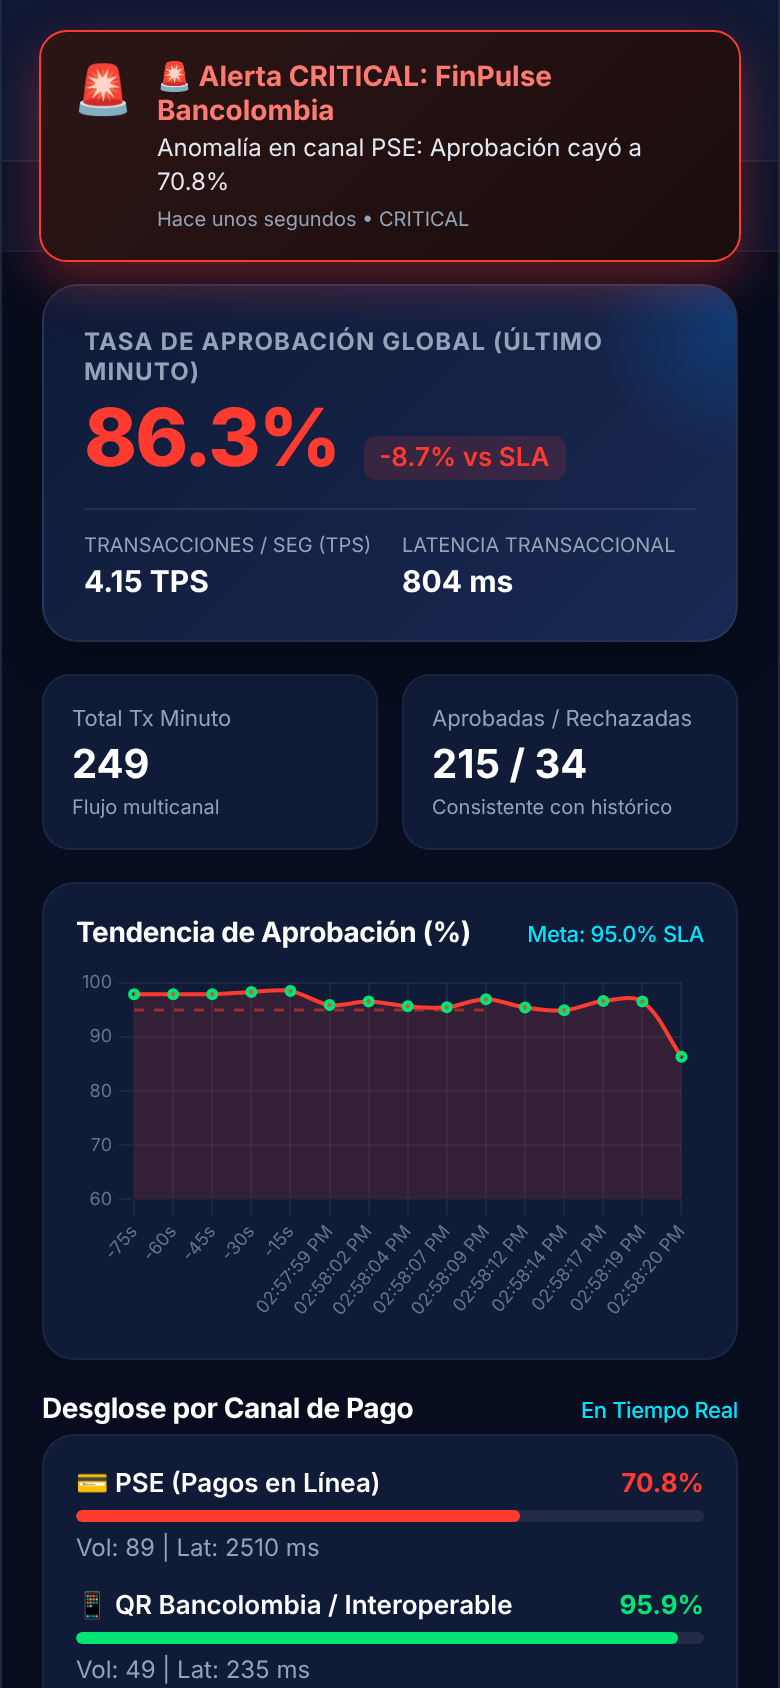 🚨 Alerta CRITICAL: FinPulse
Bancolombia
Anomalía en canal PSE: Aprobación cayó a
70.8%
Hace unos segundos • CRITICAL
TASA DE APROBACIÓN GLOBAL (ÚLTIMO
MINUTO)
86.3%
-8.7% vs SLA
TRANSACCIONES / SEG (TPS)
4.15 TPS
LATENCIA TRANSACCIONAL
804 ms
Total Tx Minuto
249
Flujo multicanal
Aprobadas / Rechazadas
215 / 34
Consistente con histórico
Tendencia de Aprobación (%)
Meta: 95.0% SLA
100
90
80
70
60
-75s
-60s
-45s
-30s
-15s
02:57:59 PM
02:58:02 PM
02:58:04 PM
02:58:07 PM
02:58:09 PM
02:58:12 PM
02:58:14 PM
02:58:17 PM
02:58:19 PM
02:58:20 PM
Desglose por Canal de Pago
En Tiempo Real
💳 PSE (Pagos en Línea)
70.8%
Vol: 89 | Lat: 2510 ms
📱 QR Bancolombia / Interoperable
95.9%
Vol: 49 | Lat: 235 ms